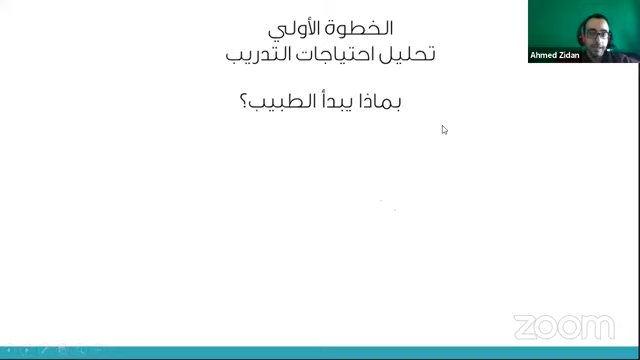 الخطوة الأولي
تحليل احتياجات التدريب
بماذا يبدأ الطبيب؟
Ahmed Zidan
zoom